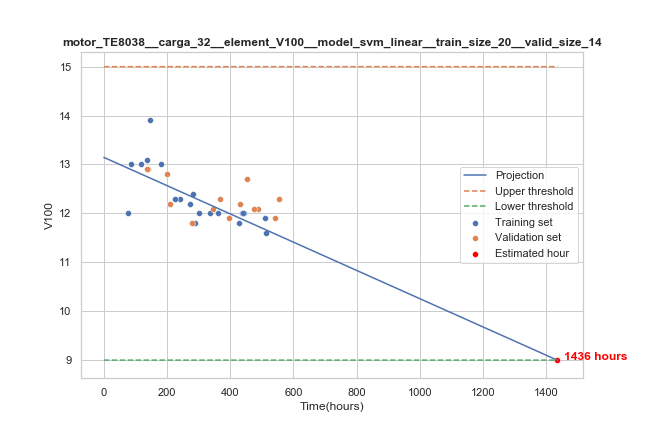 motor_TE8038__carga_32__element_V100__model_svm_linear__train_size_20__valid_size_14
15
14
13
12
11
10
9
V100
Projection
Upper threshold
Lower threshold
Training set
Validation set
Estimated hour
1436 hours
0
200
400
600
800
1000
1200
1400
Time(hours)